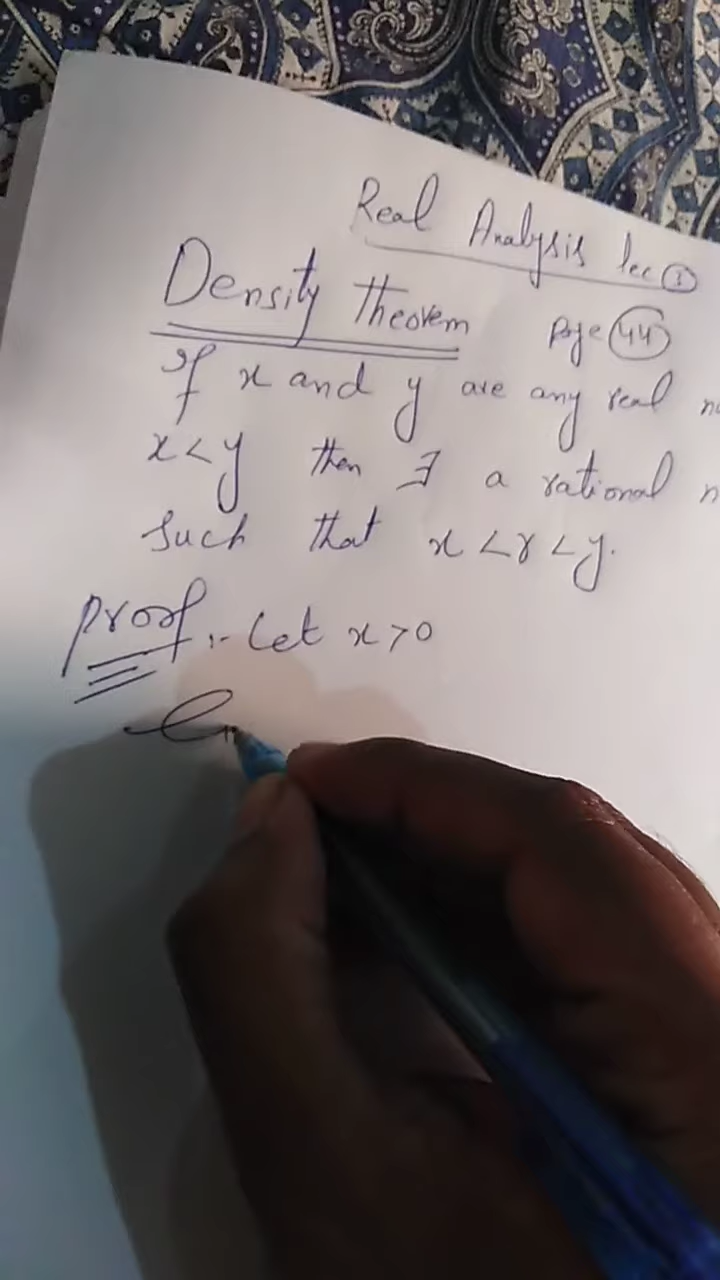 Real Analysis lec ①
Density theorem page 44
If x and y are any real
x<y then ∃ a rational
such that x<r<y.
proof:- let x>0